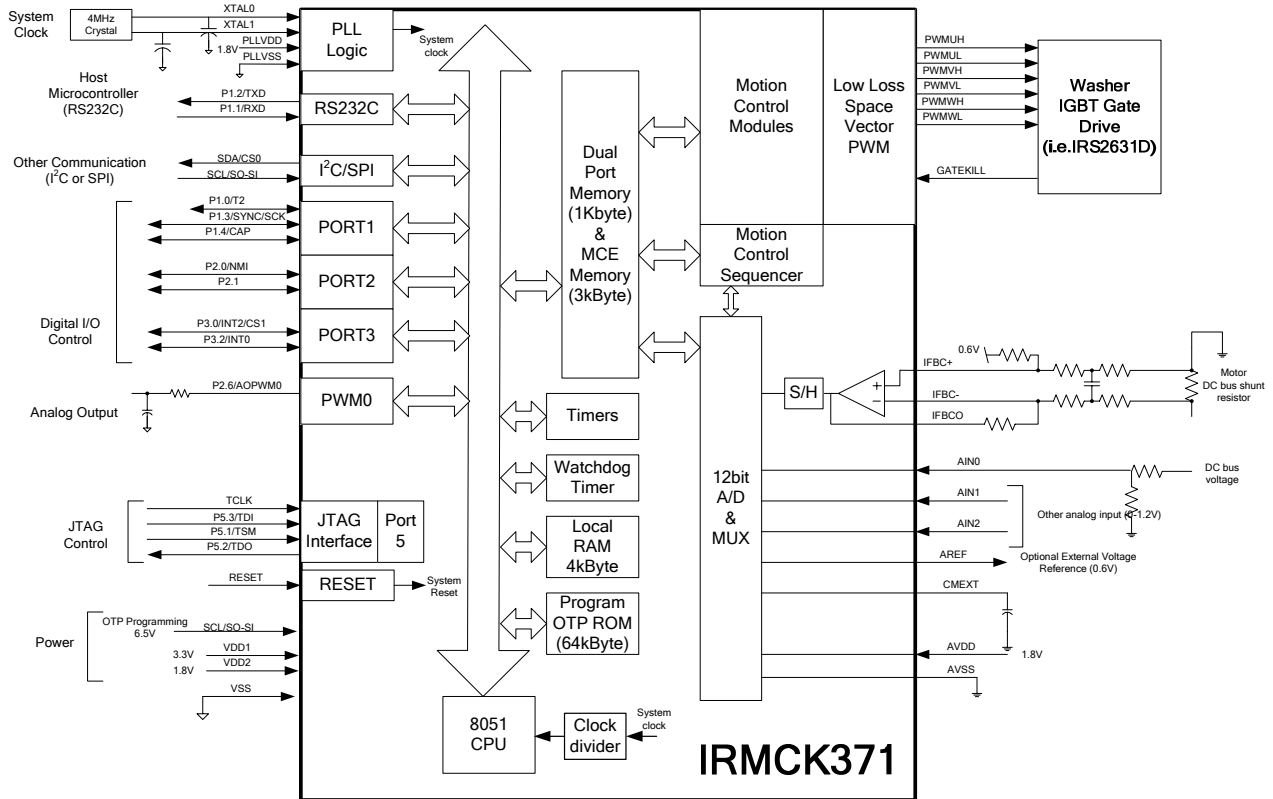 System
Clock
4MHz
Crystal
XTAL0
XTAL1
PLLVDD
1.8V
PLLVSS
PLL
Logic
System
clock
Host
Microcontroller
(RS232C)
P1.2/TXD
P1.1/RXD
RS232C
Other Communication
(I²C or SPI)
SDA/CS0
SCL/SO-SI
I²C/SPI
P1.0/T2
P1.3/SYNC/SCK
P1.4/CAP
PORT1
P2.0/NMI
P2.1
PORT2
Digital I/O
Control
P3.0/INT2/CS1
P3.2/INT0
PORT3
Analog Output
P2.6/AOPWM0
PWM0
JTAG
Control
TCLK
P5.3/TDI
P5.1/TSM
P5.2/TDO
JTAG
Interface
Port
5
RESET
RESET
System
Reset
Power
OTP Programming
6.5V
SCL/SO-SI
3.3V
VDD1
1.8V
VDD2
VSS
Dual
Port
Memory
(1Kbyte)
&
MCE
Memory
(3kByte)
Timers
Watchdog
Timer
Local
RAM
4kByte
Program
OTP ROM
(64kByte)
8051
CPU
Clock
divider
System
clock
Motion
Control
Modules
Low Loss
Space
Vector
PWM
Motion
Control
Sequencer
12bit
A/D
&
MUX
S/H
+
−
IRMCK371
PWMUH
PWMUL
PWMVH
PWMVL
PWMWH
PWMWL
GATEKILL
Washer
IGBT Gate
Drive
(i.e.IRS2631D)
0.6V
IFBC+
IFBC-
IFBCO
Motor
DC bus shunt
resistor
AIN0
DC bus
voltage
AIN1
AIN2
Other analog input (0-1.2V)
AREF
Optional External Voltage
Reference (0.6V)
CMEXT
AVDD
1.8V
AVSS